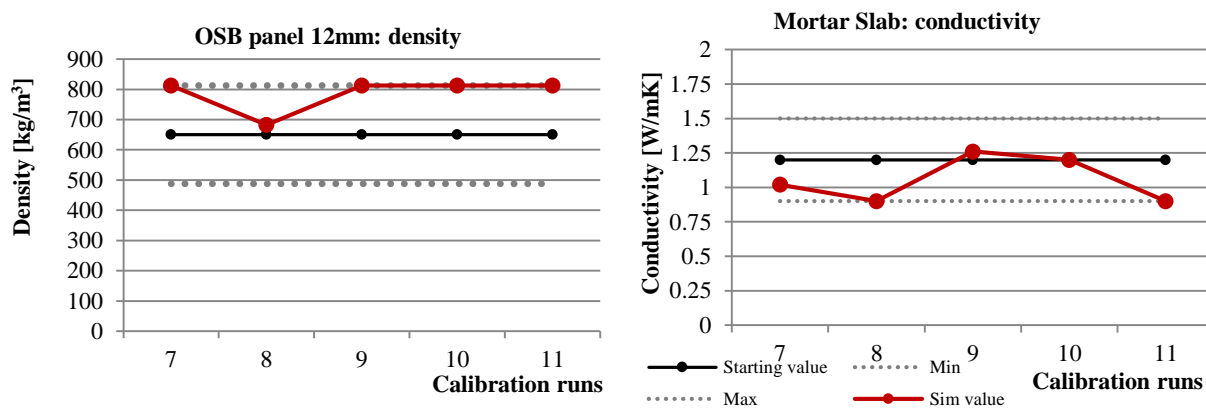 OSB panel 12mm: density
Density [kg/m³]
900
800
700
600
500
400
300
200
100
0
7 8 9 10 11
Calibration runs
Mortar Slab: conductivity
Conductivity [W/mK]
2
1.75
1.5
1.25
1
0.75
0.5
0.25
0
7 8 9 10 11
Calibration runs
Starting value
Min
Max
Sim value